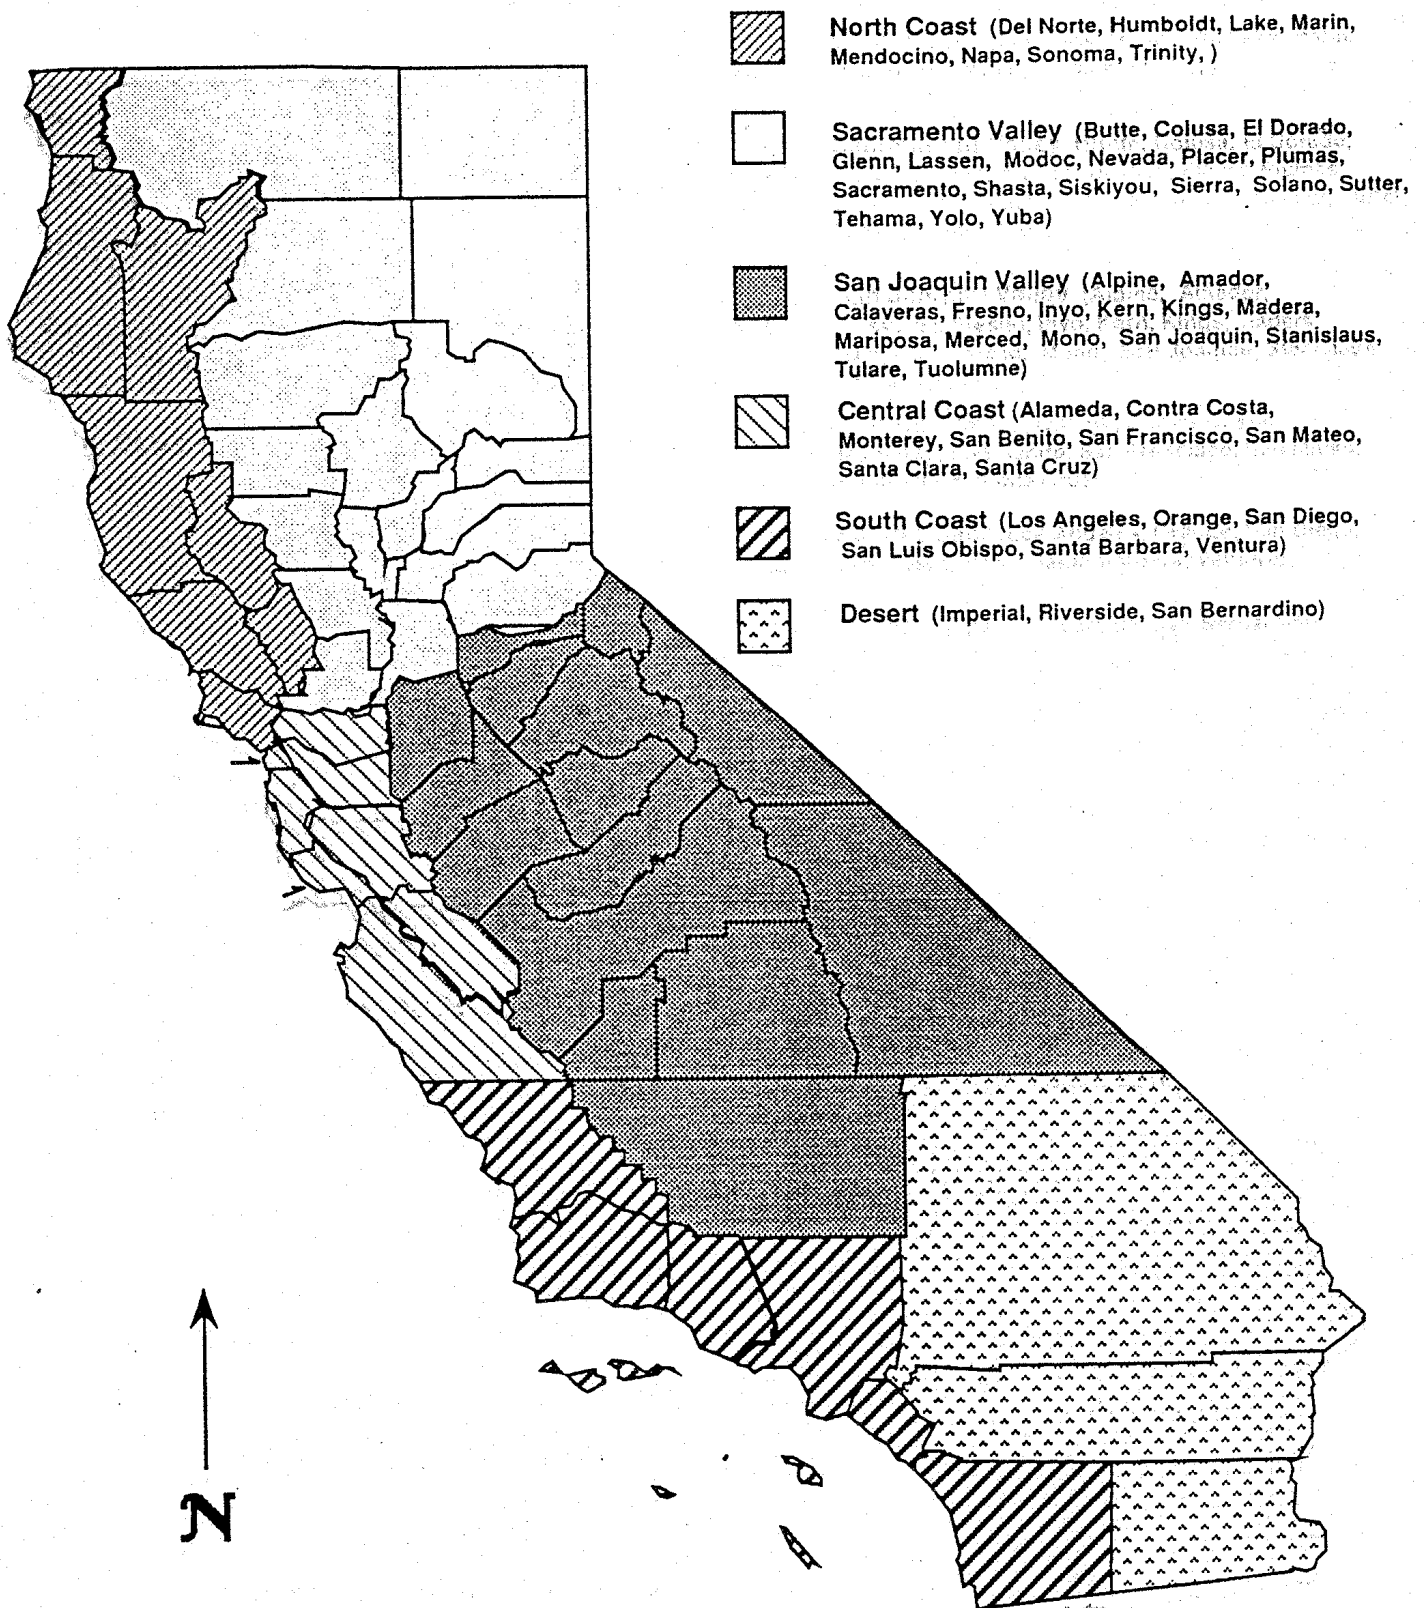 North Coast (Del Norte, Humboldt, Lake, Marin,
Mendocino, Napa, Sonoma, Trinity, )
Sacramento Valley (Butte, Colusa, El Dorado,
Glenn, Lassen, Modoc, Nevada, Placer, Plumas,
Sacramento, Shasta, Siskiyou, Sierra, Solano, Sutter,
Tehama, Yolo, Yuba)
San Joaquin Valley (Alpine, Amador,
Calaveras, Fresno, Inyo, Kern, Kings, Madera,
Mariposa, Merced, Mono, San Joaquin, Stanislaus,
Tulare, Tuolumne)
Central Coast (Alameda, Contra Costa,
Monterey, San Benito, San Francisco, San Mateo,
Santa Clara, Santa Cruz)
South Coast (Los Angeles, Orange, San Diego,
San Luis Obispo, Santa Barbara, Ventura)
Desert (Imperial, Riverside, San Bernardino)
N